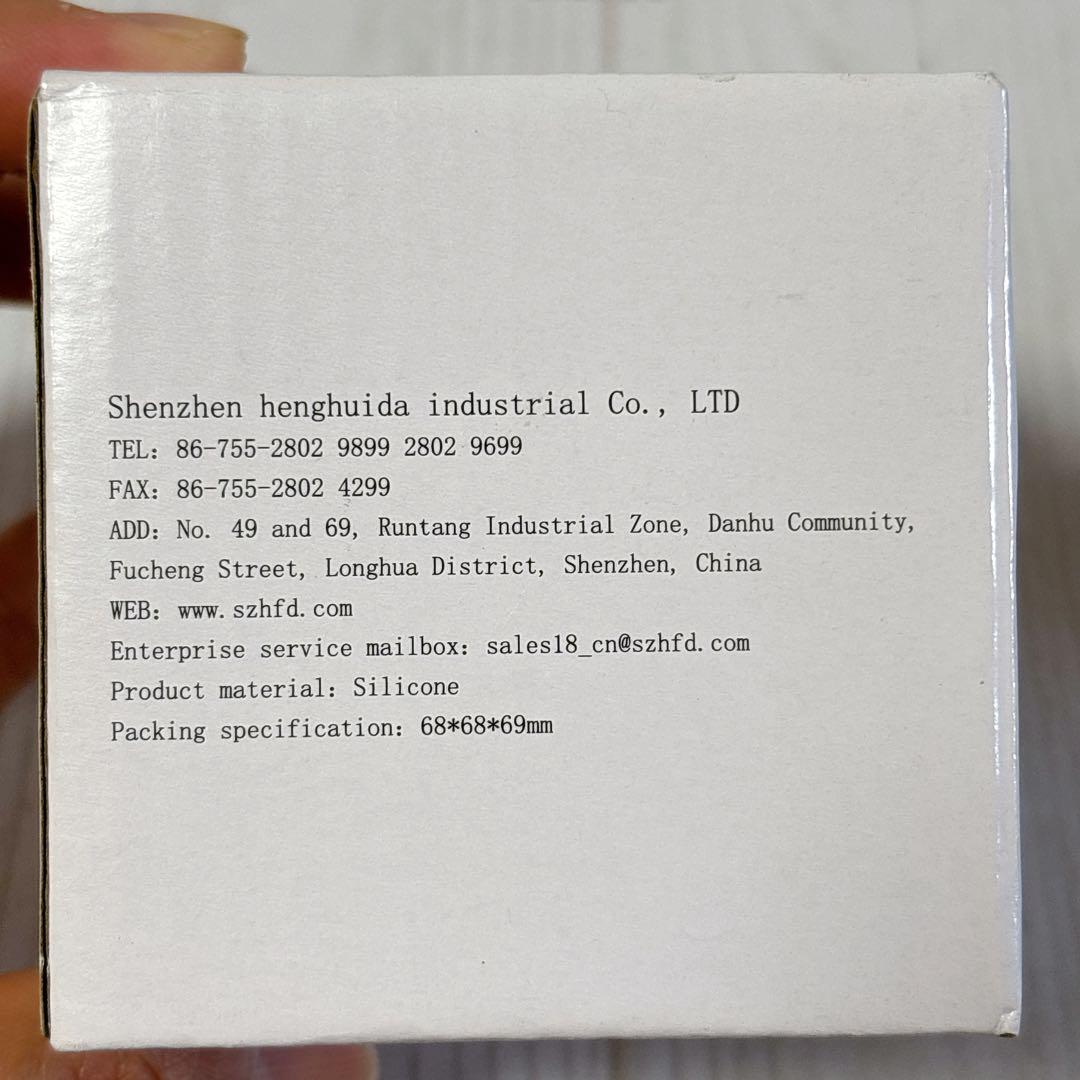 Shenzhen henghuida industrial Co., LTD
TEL: 86-755-2802 9899 2802 9699
FAX: 86-755-2802 4299
ADD: No. 49 and 69, Runtang Industrial Zone, Danhu Community,
Fucheng Street, Longhua District, Shenzhen, China
WEB: www.szhfd.com
Enterprise service mailbox: sales18_cn@szhfd.com
Product material: Silicone
Packing specification: 68*68*69mm